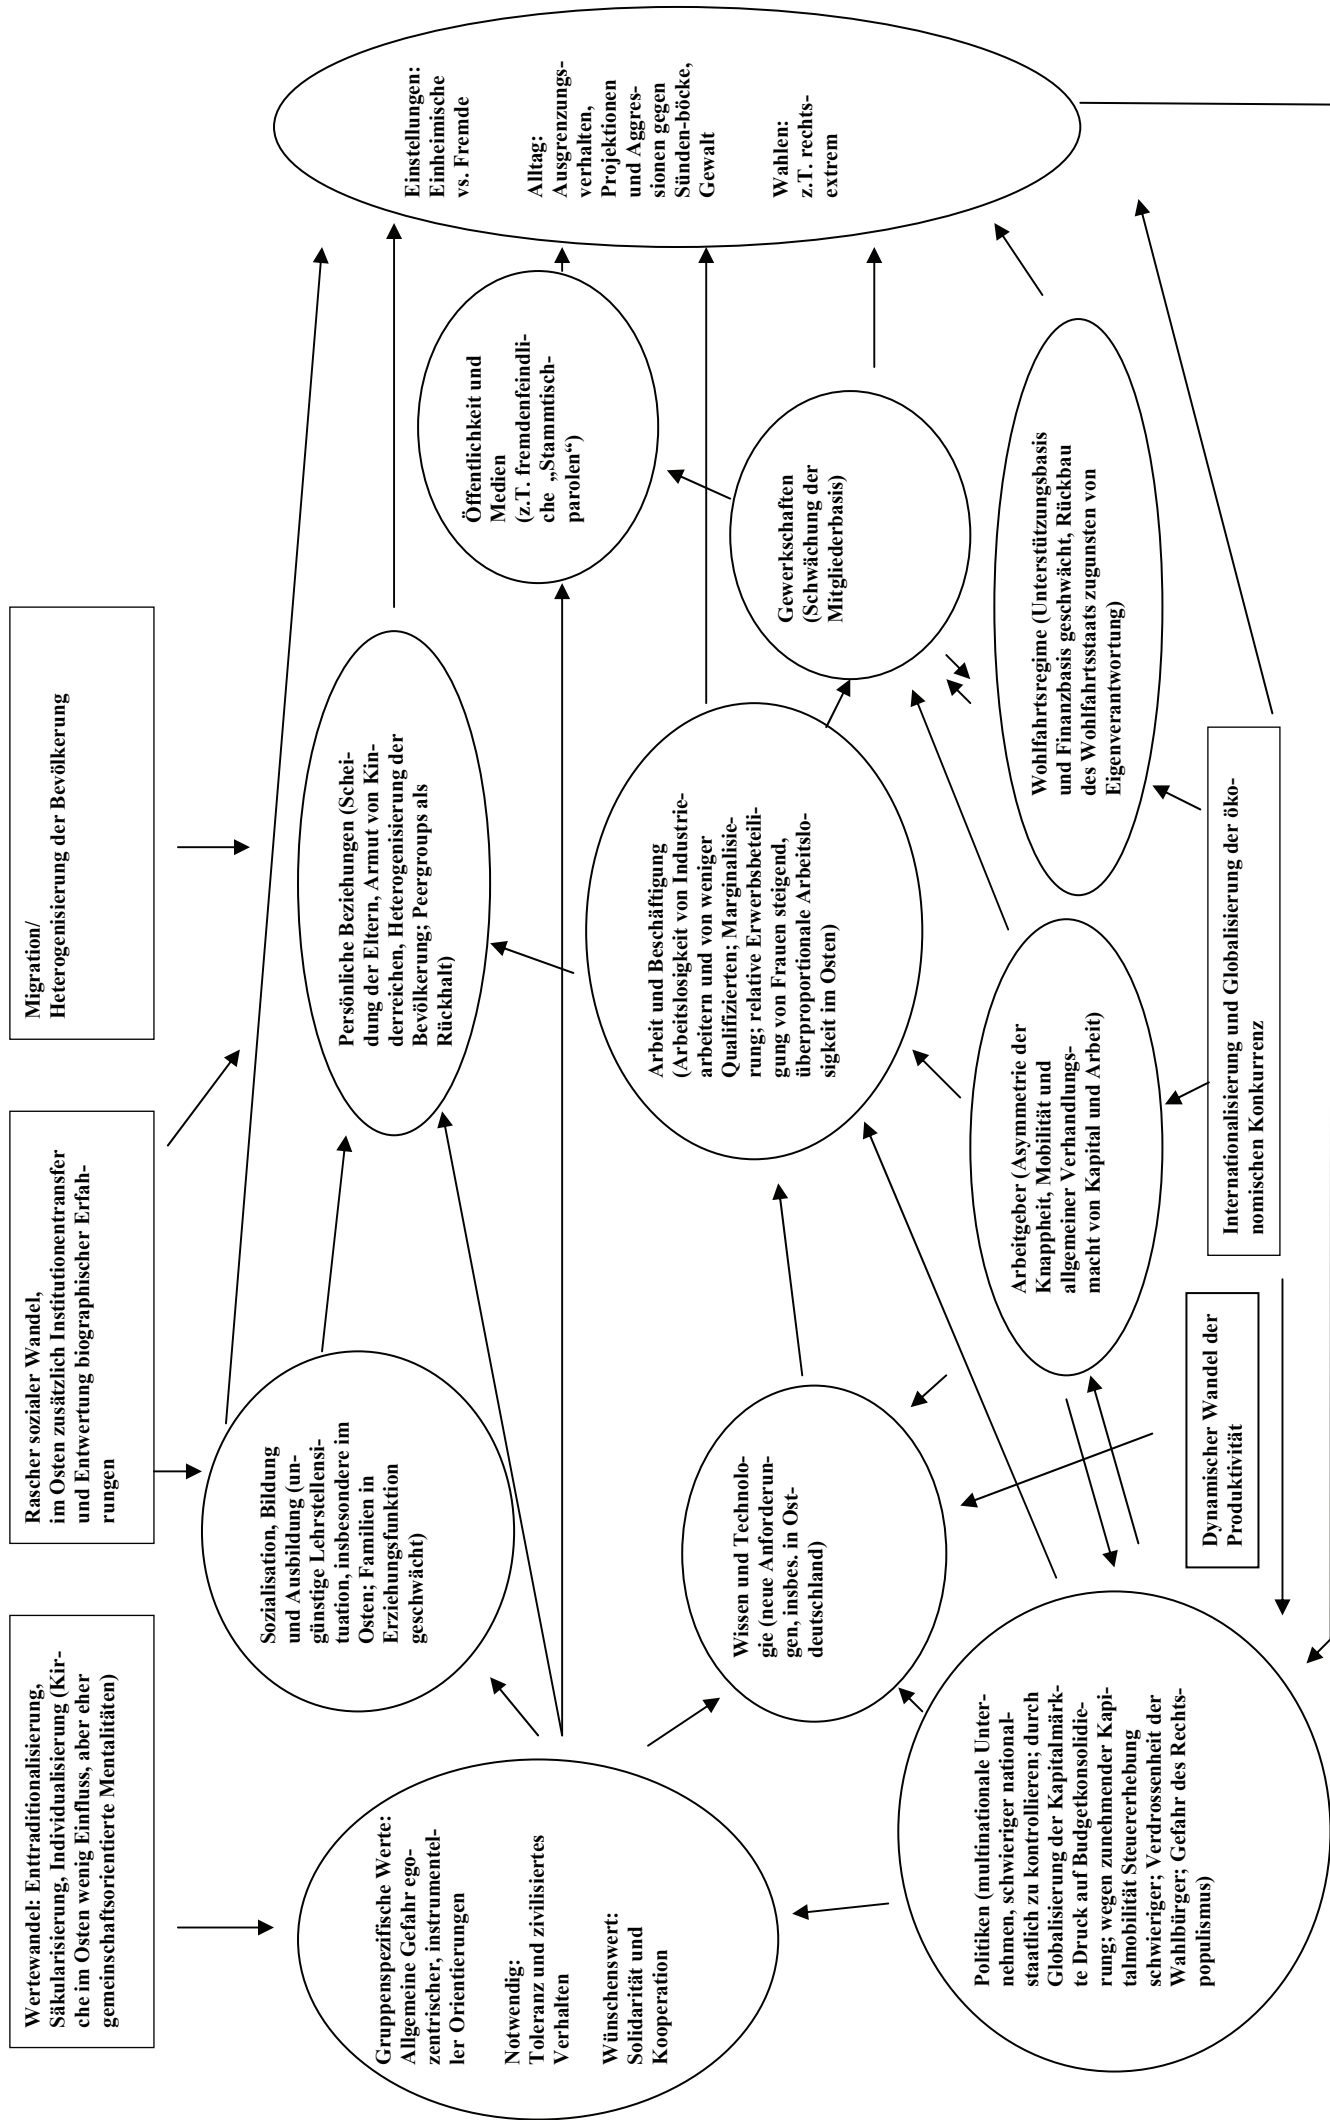 Wertewandel: Enttraditionalisierung,
Säkularisierung, Individualisierung (Kir-
che im Osten wenig Einfluss, aber eher
gemeinschaftsorientierte Mentalitäten)
Rascher sozialer Wandel,
im Osten zusätzlich Institutionentransfer
und Entwertung biographischer Erfah-
rungen
Migration/
Heterogenisierung der Bevölkerung
Sozialisation, Bildung
und Ausbildung (un-
günstige Lehrstellensi-
tuation, insbesondere im
Osten; Familien in
Erziehungsfunktion
geschwächt)
Persönliche Beziehungen (Schei-
dung der Eltern, Armut von Kin-
derreichen, Heterogenisierung der
Bevölkerung; Peergroups als
Rückhalt)
Gruppenspezifische Werte:
Allgemeine Gefahr ego-
zentrischer, instrumentel-
ler Orientierungen
Notwendig:
Toleranz und zivilisiertes
Verhalten
Wünschenswert:
Solidarität und
Kooperation
Öffentlichkeit und
Medien
(z.T. fremdenfeindli-
che „Stammtisch-
parolen“)
Einstellungen:
Einheimische
vs. Fremde
Alltag:
Ausgrenzungs-
verhalten,
Projektionen
und Aggres-
sionen gegen
Sünden-böcke,
Gewalt
Wahlen:
z.T. rechts-
extrem
Wissen und Technolo-
gie (neue Anforderun-
gen, insbes. in Ost-
deutschland)
Arbeit und Beschäftigung
(Arbeitslosigkeit von Industrie-
arbeitern und von weniger
Qualifizierten; Marginalisie-
rung; relative Erwerbsbeteili-
gung von Frauen steigend,
überproportionale Arbeitslo-
sigkeit im Osten)
Gewerkschaften
(Schwächung der
Mitgliederbasis)
Politiken (multinationale Unter-
nehmen, schwieriger national-
staatlich zu kontrollieren; durch
Globalisierung der Kapitalmärk-
te Druck auf Budgetkonsolidie-
rung; wegen zunehmender Kapi-
talmobilität Steuererhebung
schwieriger; Verdrossenheit der
Wahlbürger; Gefahr des Rechts-
populismus)
Arbeitgeber (Asymmetrie der
Knappheit, Mobilität und
allgemeiner Verhandlungs-
macht von Kapital und Arbeit)
Wohlfahrtsregime (Unterstützungsbasis
und Finanzbasis geschwächt, Rückbau
des Wohlfahrtsstaats zugunsten von
Eigenverantwortung)
Dynamischer Wandel der
Produktivität
Internationalisierung und Globalisierung der öko-
nomischen Konkurrenz